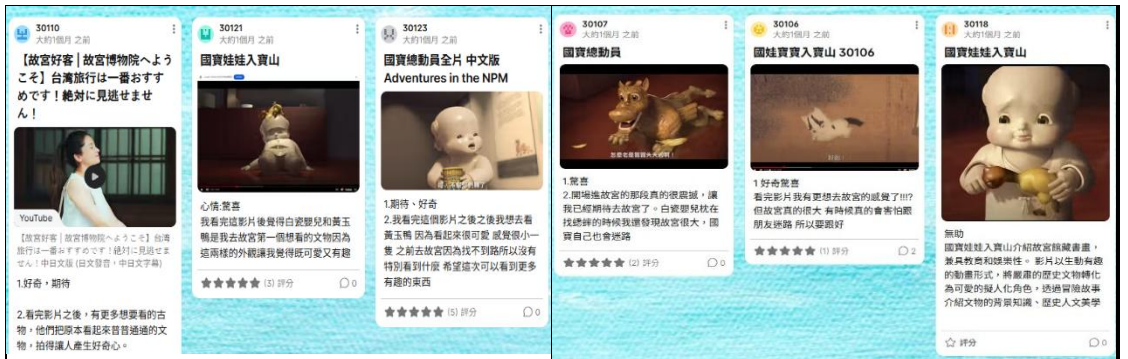 30110
大約1個月 之前
【故宮好客 | 故宮博物院へよう
こそ】台湾旅行は一番おすす
めです！絶対に見逃せませ
ん！
YouTube
【故宮好客 | 故宮博物院へようこそ】台湾
旅行は一番おすすめです！絶対に見逃せませ
ん！中日文版 (日文發音，中日文字幕)
1.好奇，期待
2.看完影片之後，有更多想要看的古
物，他們把原本看起來普普通通的文
物，拍得讓人產生好奇心。
30121
大約1個月 之前
國寶娃娃入寶山
心情:驚喜
我看完這影片後覺得白瓷嬰兒和黃玉
鴨是我去故宮第一個想看的文物因為
這兩樣的外觀讓我覺得既可愛又有趣
(3) 評分
0
30123
大約1個月 之前
國寶總動員全片 中文版
Adventures in the NPM
1.期待、好奇
2.我看完這個影片之後之後我想去看
黃玉鴨 因為看起來很可愛 感覺很小一
隻 之前去故宮因為找不到路所以沒有
特別看到什麼 希望這次可以看到更多
有趣的東西
(5) 評分
0
30107
大約1個月 之前
國寶總動員
怎麼老是說我大大的啊！
1.驚喜
2.開場進故宮的那段真的很震撼，讓
我已經期待去故宮了。白瓷嬰兒枕在
找翅膀的時候我還發現故宮很大，國
寶自己也會迷路
(2) 評分
0
30106
大約1個月 之前
國娃寶寶入寶山 30106
好痛！
1 好奇驚喜
看完影片我有更想去故宮的感覺了!!!?
但故宮真的很大 有時候真的會害怕跟
朋友迷路 所以要跟好
(1) 評分
2
30118
大約1個月 之前
國寶娃娃入寶山
無助
國寶娃娃入寶山介紹故宮館藏書畫，
兼具教育和娛樂性。 影片以生動有趣
的動畫形式，將嚴肅的歷史文物轉化
為可愛的擬人化角色，透過冒險故事
介紹文物的背景知識、歷史人文美學
評分
0